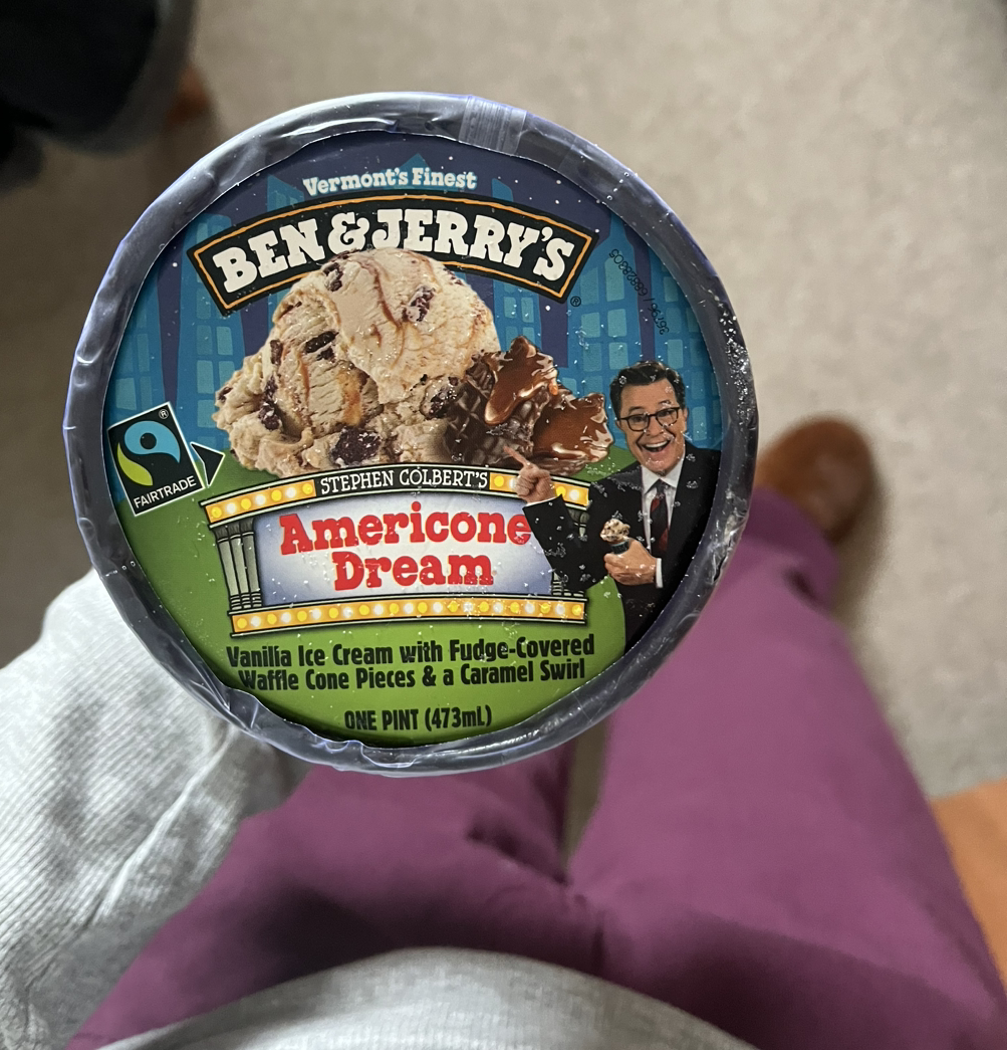 Vermont's Finest
BEN & JERRY'S
®
®
FAIRTRADE
STEPHEN COLBERT'S
Americone
Dream
Vanilla Ice Cream with Fudge-Covered
Waffle Cone Pieces & a Caramel Swirl
ONE PINT (473mL)